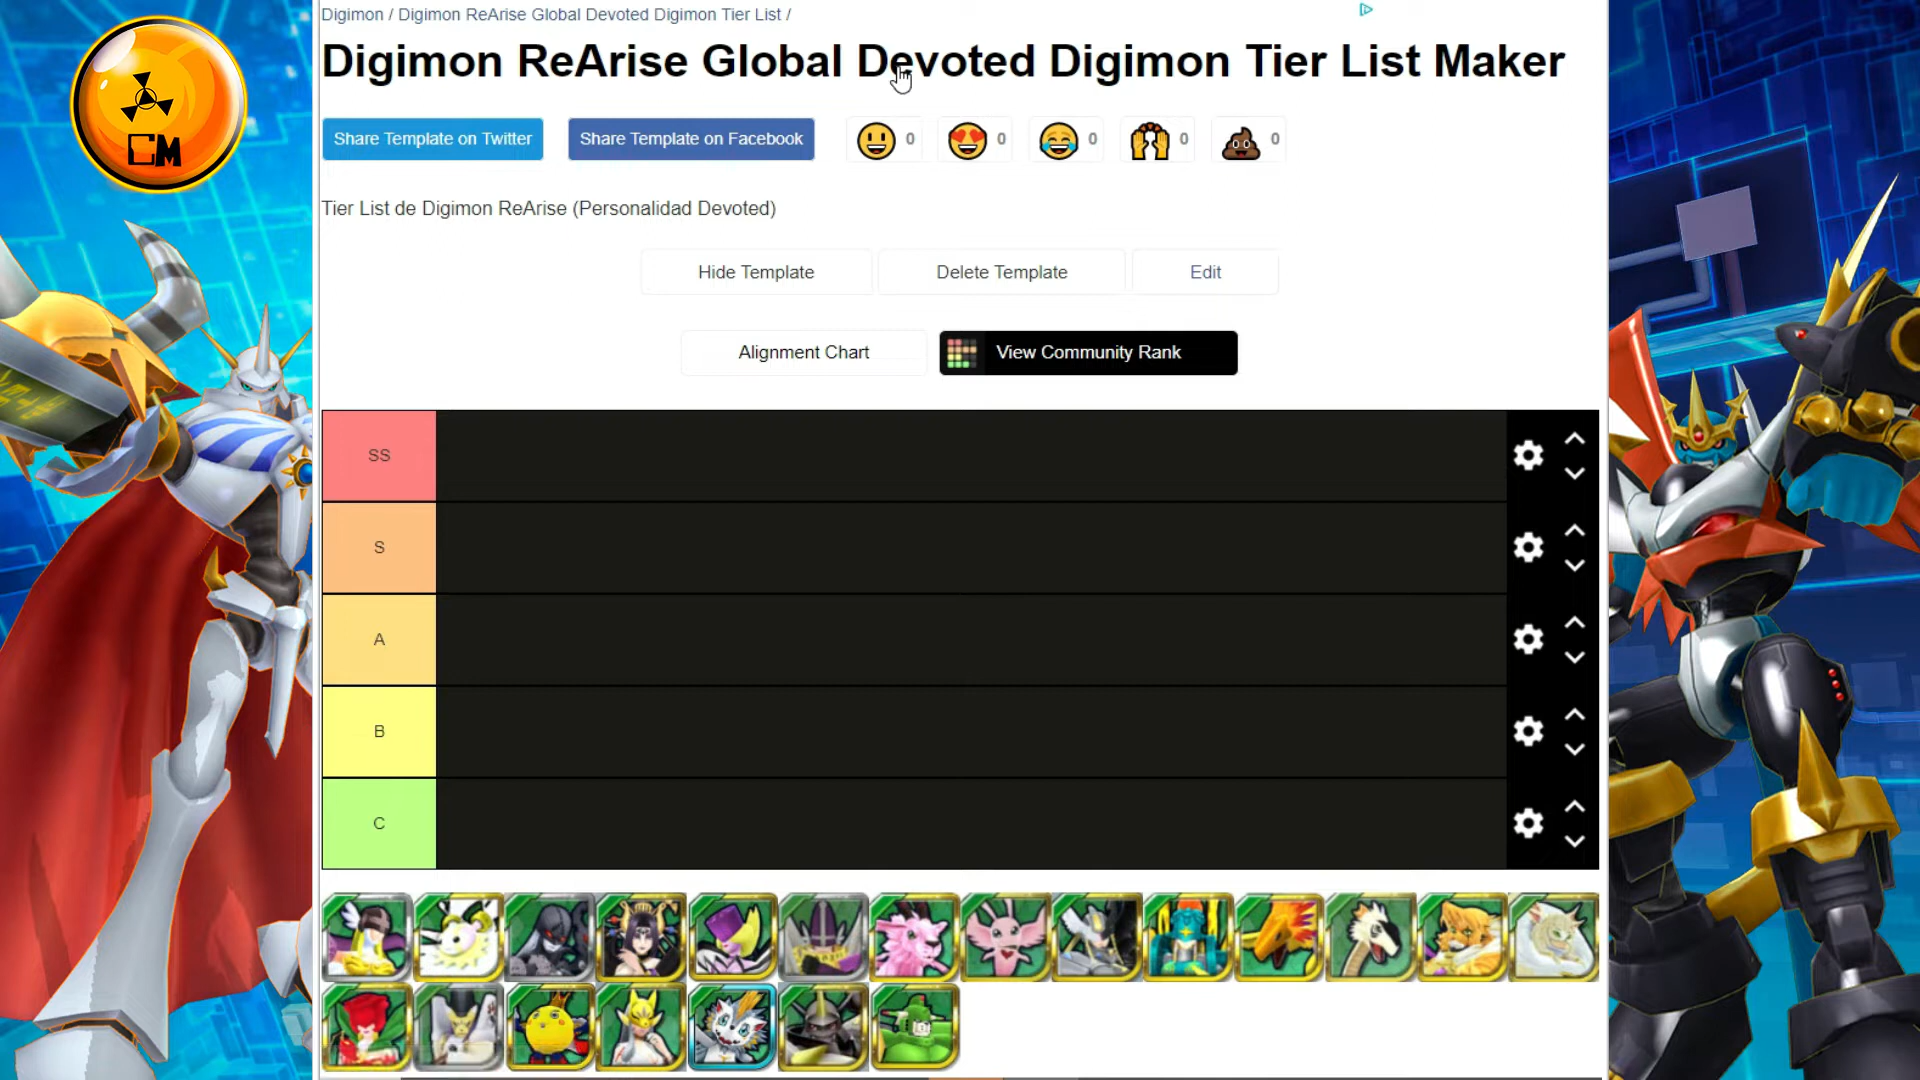 Digimon / Digimon ReArise Global Devoted Digimon Tier List /
Digimon ReArise Global Devoted Digimon Tier List Maker
CM
Share Template on Twitter
Share Template on Facebook
0
0
0
0
0
Tier List de Digimon ReArise (Personalidad Devoted)
Hide Template
Delete Template
Edit
Alignment Chart
View Community Rank
SS
S
A
B
C